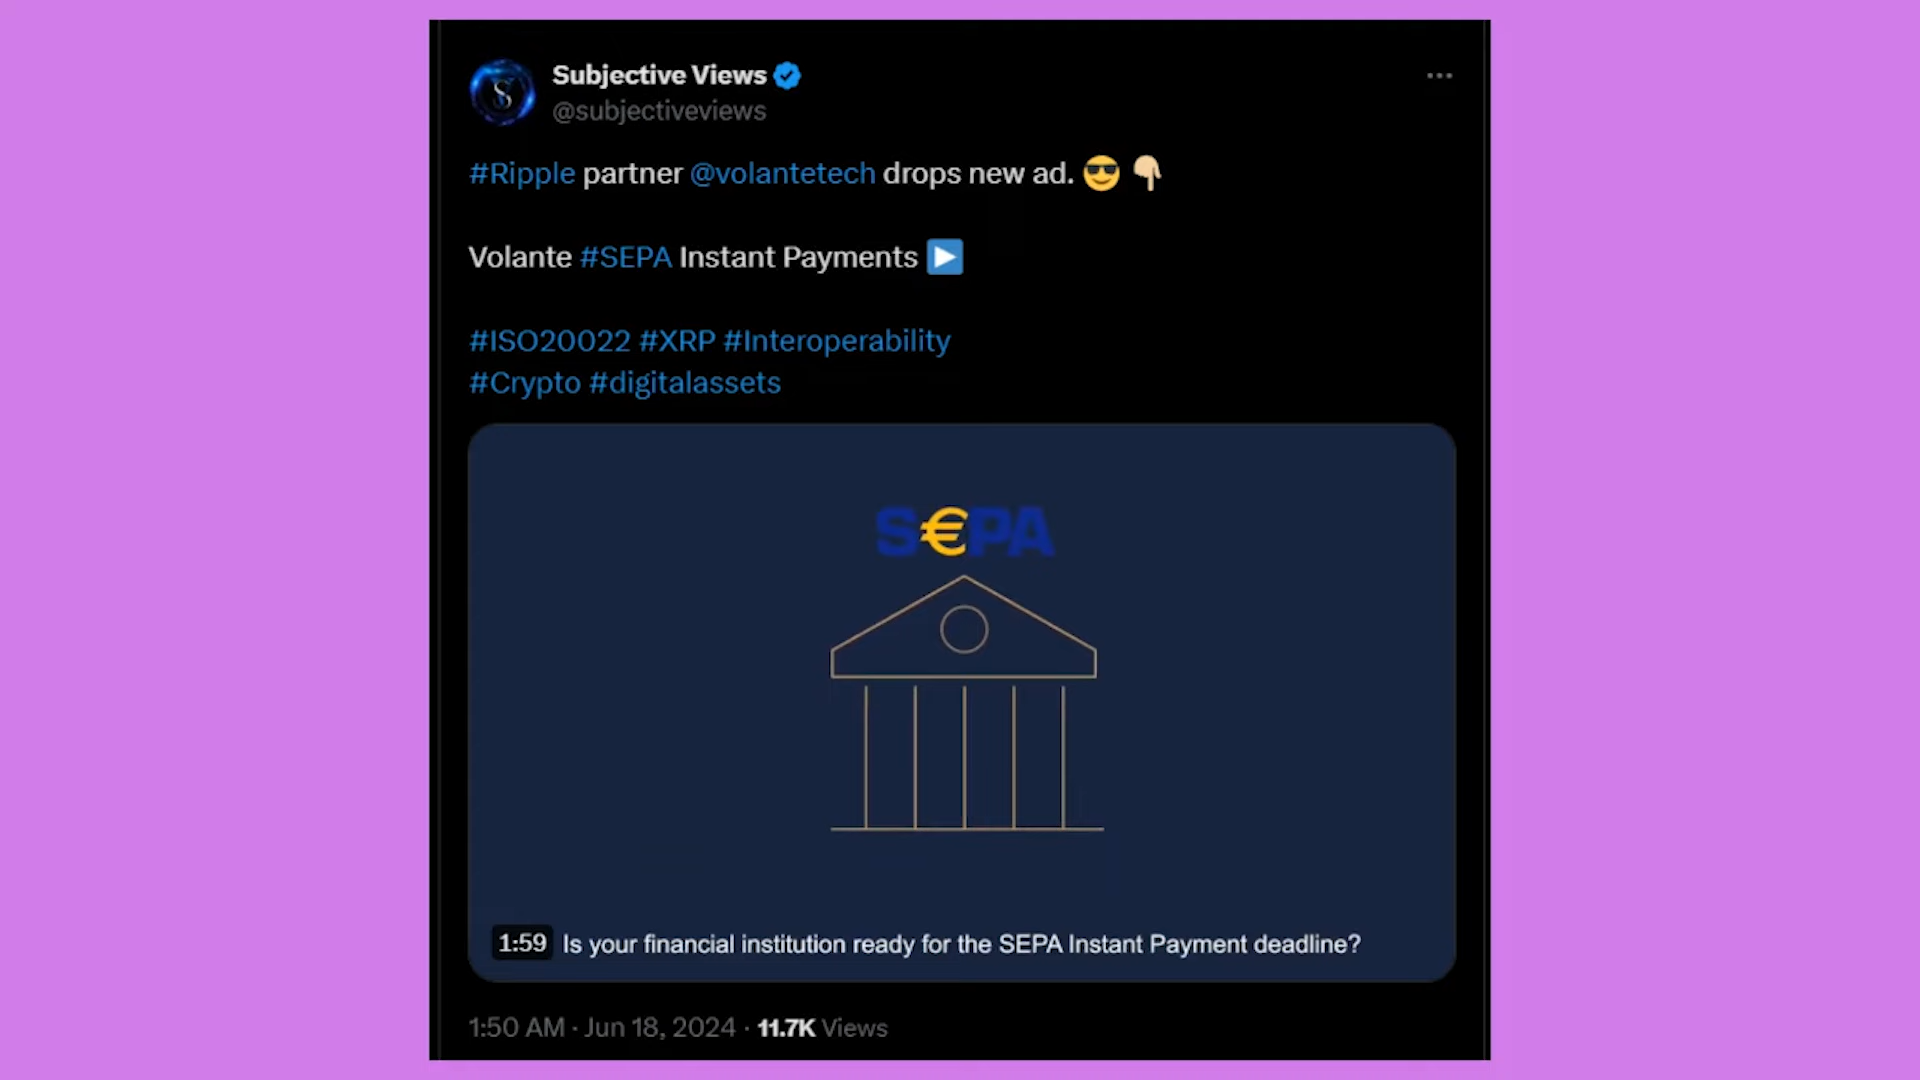 Subjective Views
@subjectiveviews
#Ripple partner @volantetech drops new ad. 😎 👇🏼
Volante #SEPA Instant Payments ▶️
#ISO20022 #XRP #Interoperability
#Crypto #digitalassets
S€PA
1:59 Is your financial institution ready for the SEPA Instant Payment deadline?
1:50 AM · Jun 18, 2024 · 11.7K Views